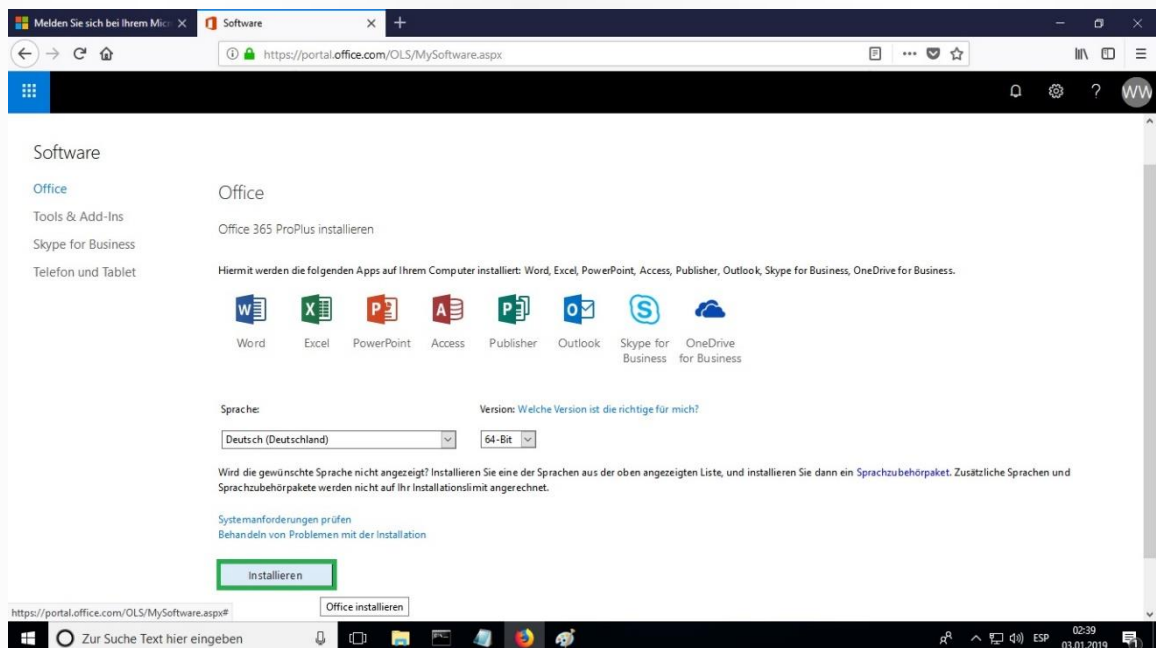 Melden Sie sich bei Ihrem Micr
Software
https://portal.office.com/OLS/MySoftware.aspx
WW
Software
Office
Tools & Add-Ins
Skype for Business
Telefon und Tablet
Office
Office 365 ProPlus installieren
Hiermit werden die folgenden Apps auf Ihrem Computer installiert: Word, Excel, PowerPoint, Access, Publisher, Outlook, Skype for Business, OneDrive for Business.
Word Excel PowerPoint Access Publisher Outlook Skype for Business OneDrive for Business
Sprache: Version: Welche Version ist die richtige für mich?
Deutsch (Deutschland) 64-Bit
Wird die gewünschte Sprache nicht angezeigt? Installieren Sie eine der Sprachen aus der oben angezeigten Liste, und installieren Sie dann ein Sprachzubehörpaket. Zusätzliche Sprachen und
Sprachzubehörpakete werden nicht auf Ihr Installationslimit angerechnet.
Systemanforderungen prüfen
Behandeln von Problemen mit der Installation
Installieren
Office installieren
https://portal.office.com/OLS/MySoftware.aspx#
Zur Suche Text hier eingeben
ESP
02:39
03.01.2019